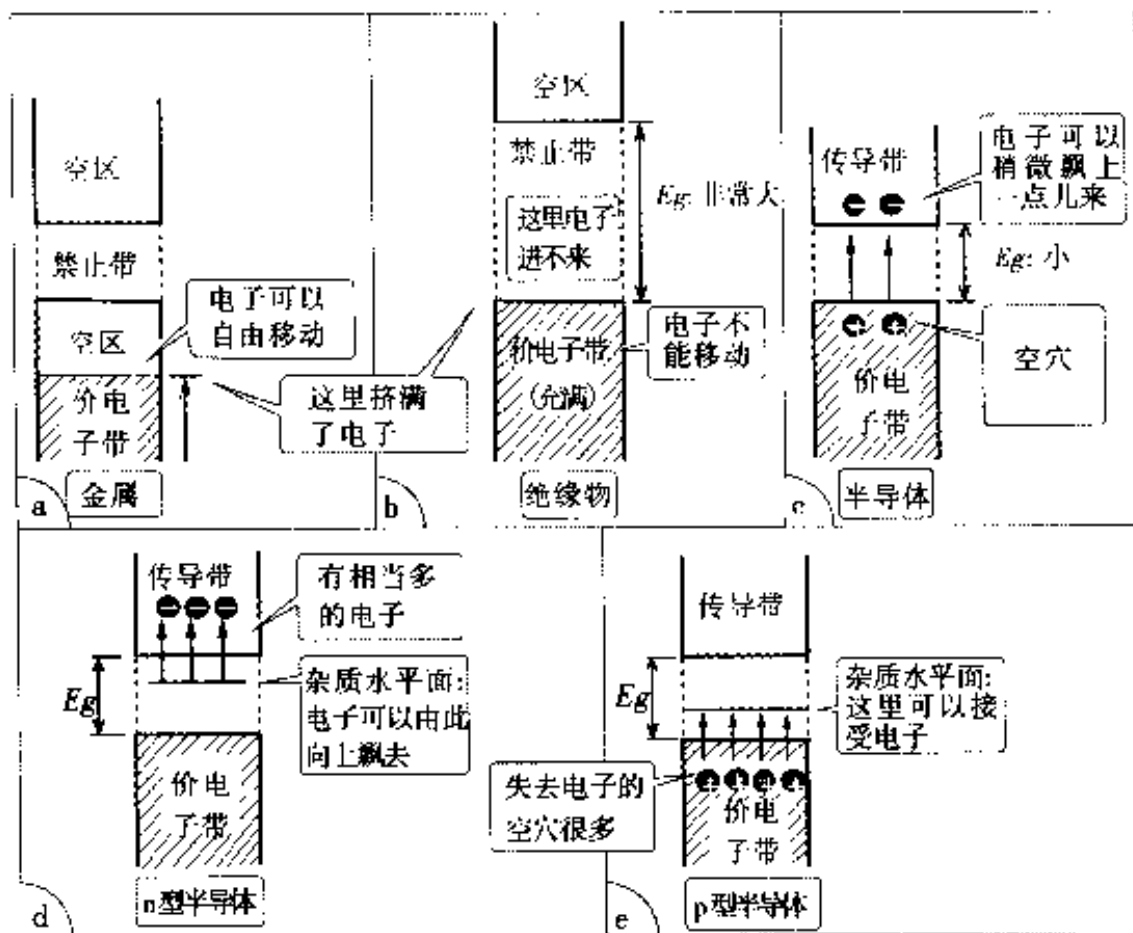 空区
禁止带
空区
价电
子带
电子可以
自由移动
这里挤满
了电子
a
金属
空区
禁止带
这里电子
进不来
Eg: 非常大
价电子带
(充满)
电子不
能移动
b
绝缘物
传导带
电子可以
稍微飘上
一点儿来
Eg: 小
空穴
价电
子带
c
半导体
传导带
有相当多
的电子
Eg
杂质水平面:
电子可以由此
向上飘去
价电
子带
d
n型半导体
传导带
Eg
杂质水平面:
这里可以接
受电子
失去电子的
空穴很多
价电
子带
e
p型半导体